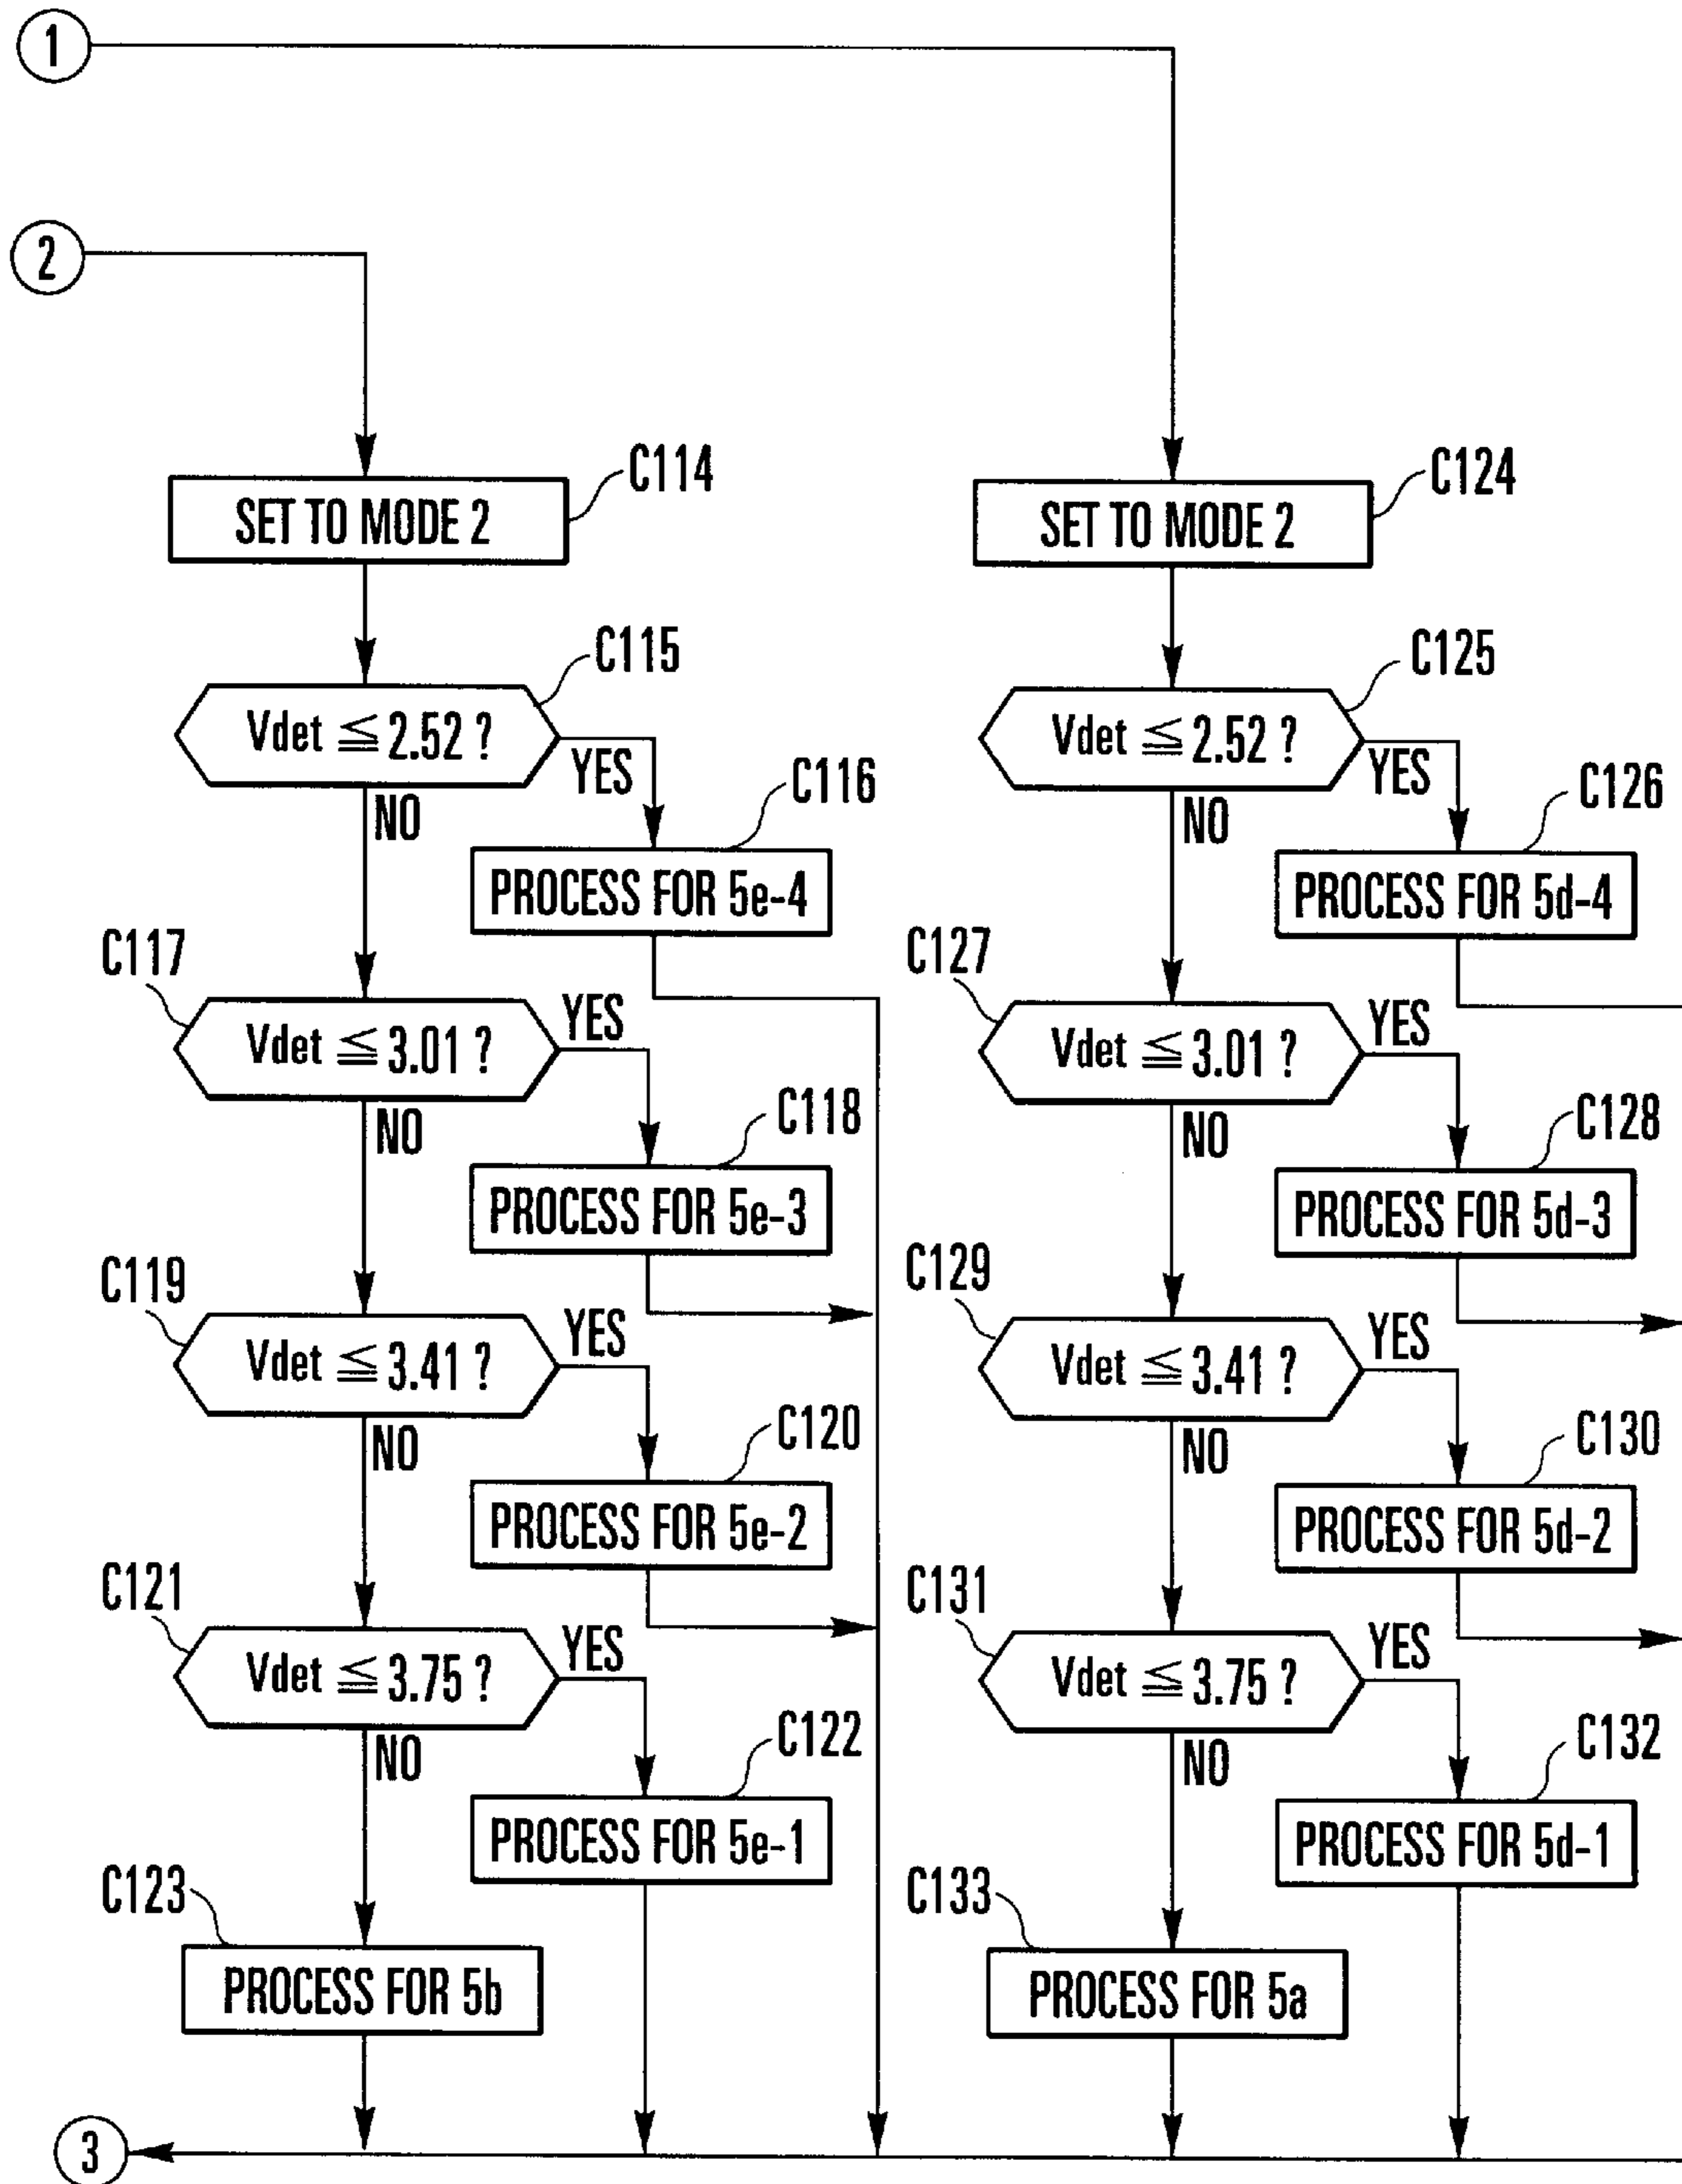 1
2
C114
SET TO MODE 2
C124
SET TO MODE 2
C115
Vdet ≦ 2.52 ?
YES
NO
C125
Vdet ≦ 2.52 ?
YES
NO
C116
PROCESS FOR 5e-4
C126
PROCESS FOR 5d-4
C117
Vdet ≦ 3.01 ?
YES
NO
C127
Vdet ≦ 3.01 ?
YES
NO
C118
PROCESS FOR 5e-3
C128
PROCESS FOR 5d-3
C119
Vdet ≦ 3.41 ?
YES
NO
C129
Vdet ≦ 3.41 ?
YES
NO
C120
PROCESS FOR 5e-2
C130
PROCESS FOR 5d-2
C121
Vdet ≦ 3.75 ?
YES
NO
C131
Vdet ≦ 3.75 ?
YES
NO
C122
PROCESS FOR 5e-1
C132
PROCESS FOR 5d-1
C123
PROCESS FOR 5b
C133
PROCESS FOR 5a
3